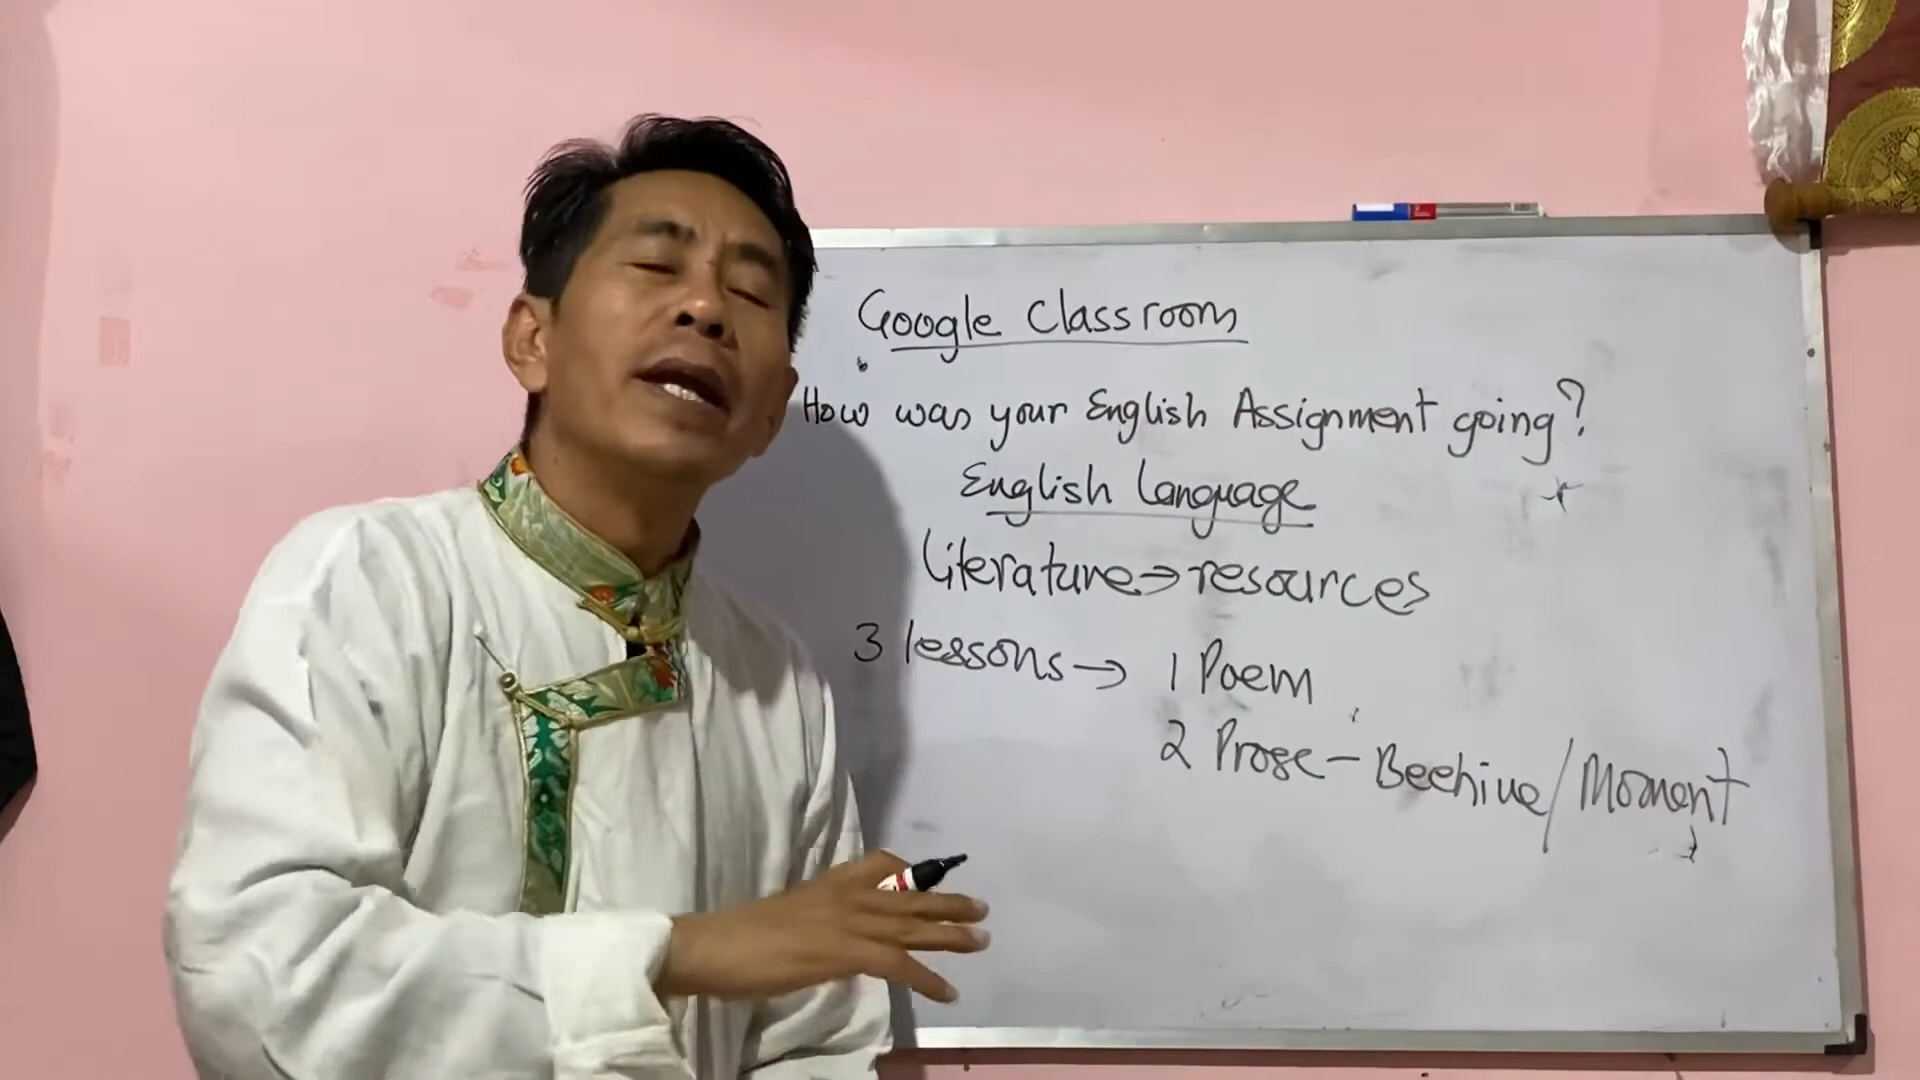 Google Classroom
How was your English Assignment going?
English Language
Literature → resources
3 lessons → 1 Poem
2 Prose - Beehive / Moment